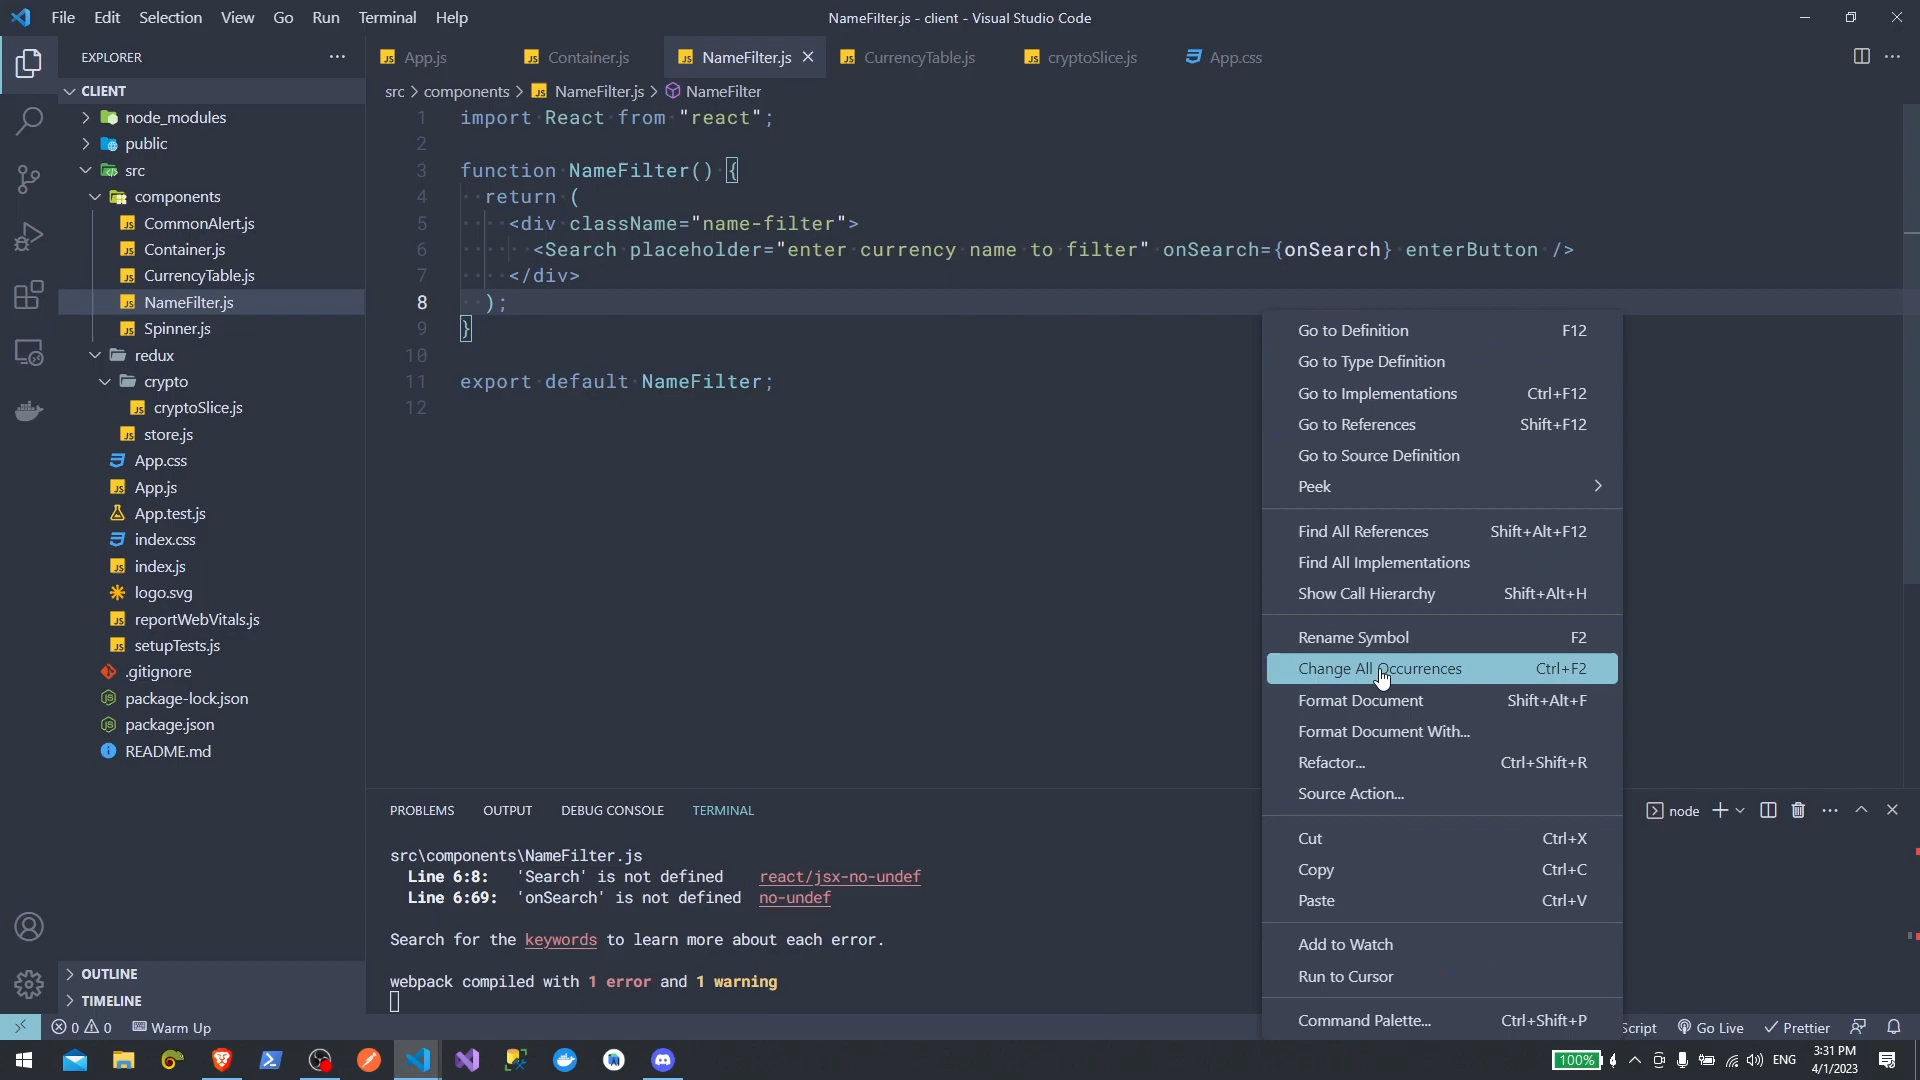 File Edit Selection View Go Run Terminal Help
NameFilter.js - client - Visual Studio Code
EXPLORER
CLIENT
node_modules
public
src
components
CommonAlert.js
Container.js
CurrencyTable.js
NameFilter.js
Spinner.js
redux
crypto
cryptoSlice.js
store.js
App.css
App.js
App.test.js
index.css
index.js
logo.svg
reportWebVitals.js
setupTests.js
.gitignore
package-lock.json
package.json
README.md
OUTLINE
TIMELINE
App.js Container.js NameFilter.js CurrencyTable.js cryptoSlice.js App.css
src > components > NameFilter.js > NameFilter
1 import React from "react";
2
3 function NameFilter() {
4 return (
5 <div className="name-filter">
6 <Search placeholder="enter currency name to filter" onSearch={onSearch} enterButton />
7 </div>
8 );
9 }
10
11 export default NameFilter;
12
Go to Definition F12
Go to Type Definition
Go to Implementations Ctrl+F12
Go to References Shift+F12
Go to Source Definition
Peek
Find All References Shift+Alt+F12
Find All Implementations
Show Call Hierarchy Shift+Alt+H
Rename Symbol F2
Change All Occurrences Ctrl+F2
Format Document Shift+Alt+F
Format Document With...
Refactor... Ctrl+Shift+R
Source Action...
Cut Ctrl+X
Copy Ctrl+C
Paste Ctrl+V
Add to Watch
Run to Cursor
Command Palette... Ctrl+Shift+P
PROBLEMS OUTPUT DEBUG CONSOLE TERMINAL
node
src\components\NameFilter.js
Line 6:8: 'Search' is not defined react/jsx-no-undef
Line 6:69: 'onSearch' is not defined no-undef
Search for the keywords to learn more about each error.
webpack compiled with 1 error and 1 warning
0 0 Warm Up
Script Go Live Prettier
100% ENG 3:31 PM
4/1/2023